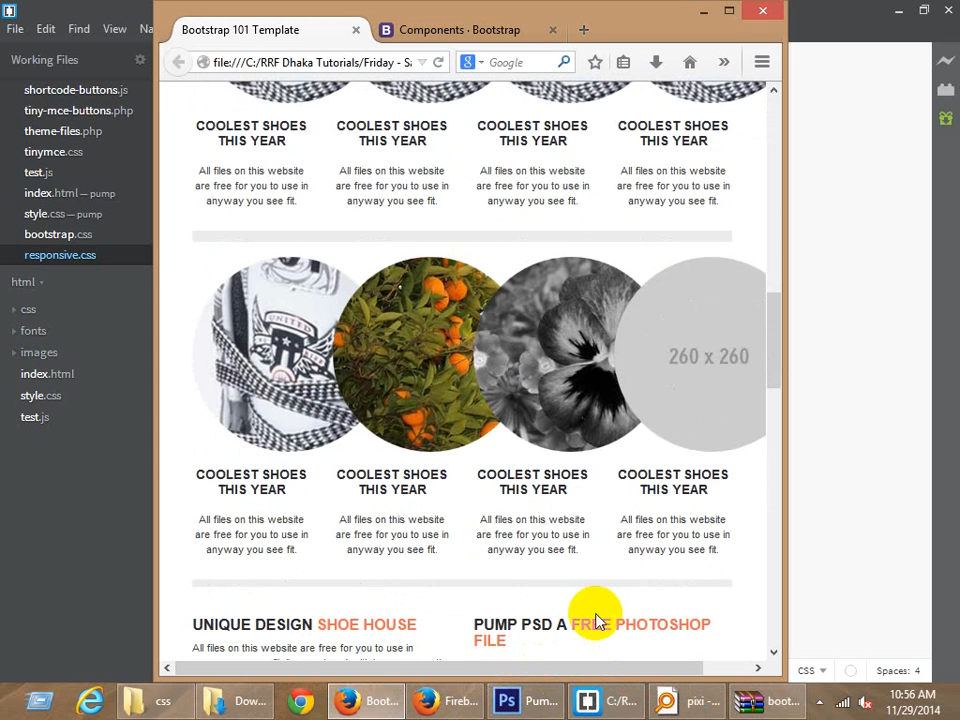 File Edit Find View Na
Working Files
shortcode-buttons.js
tiny-mce-buttons.php
theme-files.php
tinymce.css
test.js
index.html — pump
style.css — pump
bootstrap.css
responsive.css
html
css
fonts
images
index.html
style.css
test.js
Bootstrap 101 Template
Components · Bootstrap
file:///C:/RRF Dhaka Tutorials/Friday - Sa
Google
COOLEST SHOES THIS YEAR
COOLEST SHOES THIS YEAR
COOLEST SHOES THIS YEAR
COOLEST SHOES THIS YEAR
All files on this website are free for you to use in anyway you see fit.
All files on this website are free for you to use in anyway you see fit.
All files on this website are free for you to use in anyway you see fit.
All files on this website are free for you to use in anyway you see fit.
UNITED
260 x 260
COOLEST SHOES THIS YEAR
COOLEST SHOES THIS YEAR
COOLEST SHOES THIS YEAR
COOLEST SHOES THIS YEAR
All files on this website are free for you to use in anyway you see fit.
All files on this website are free for you to use in anyway you see fit.
All files on this website are free for you to use in anyway you see fit.
All files on this website are free for you to use in anyway you see fit.
UNIQUE DESIGN SHOE HOUSE
All files on this website are free for you to use in
PUMP PSD A FREE PHOTOSHOP
FILE
CSS
Spaces: 4
css
Dow...
Boot...
Fireb...
Pum...
C:/R...
pixi -...
boot...
10:56 AM
11/29/2014